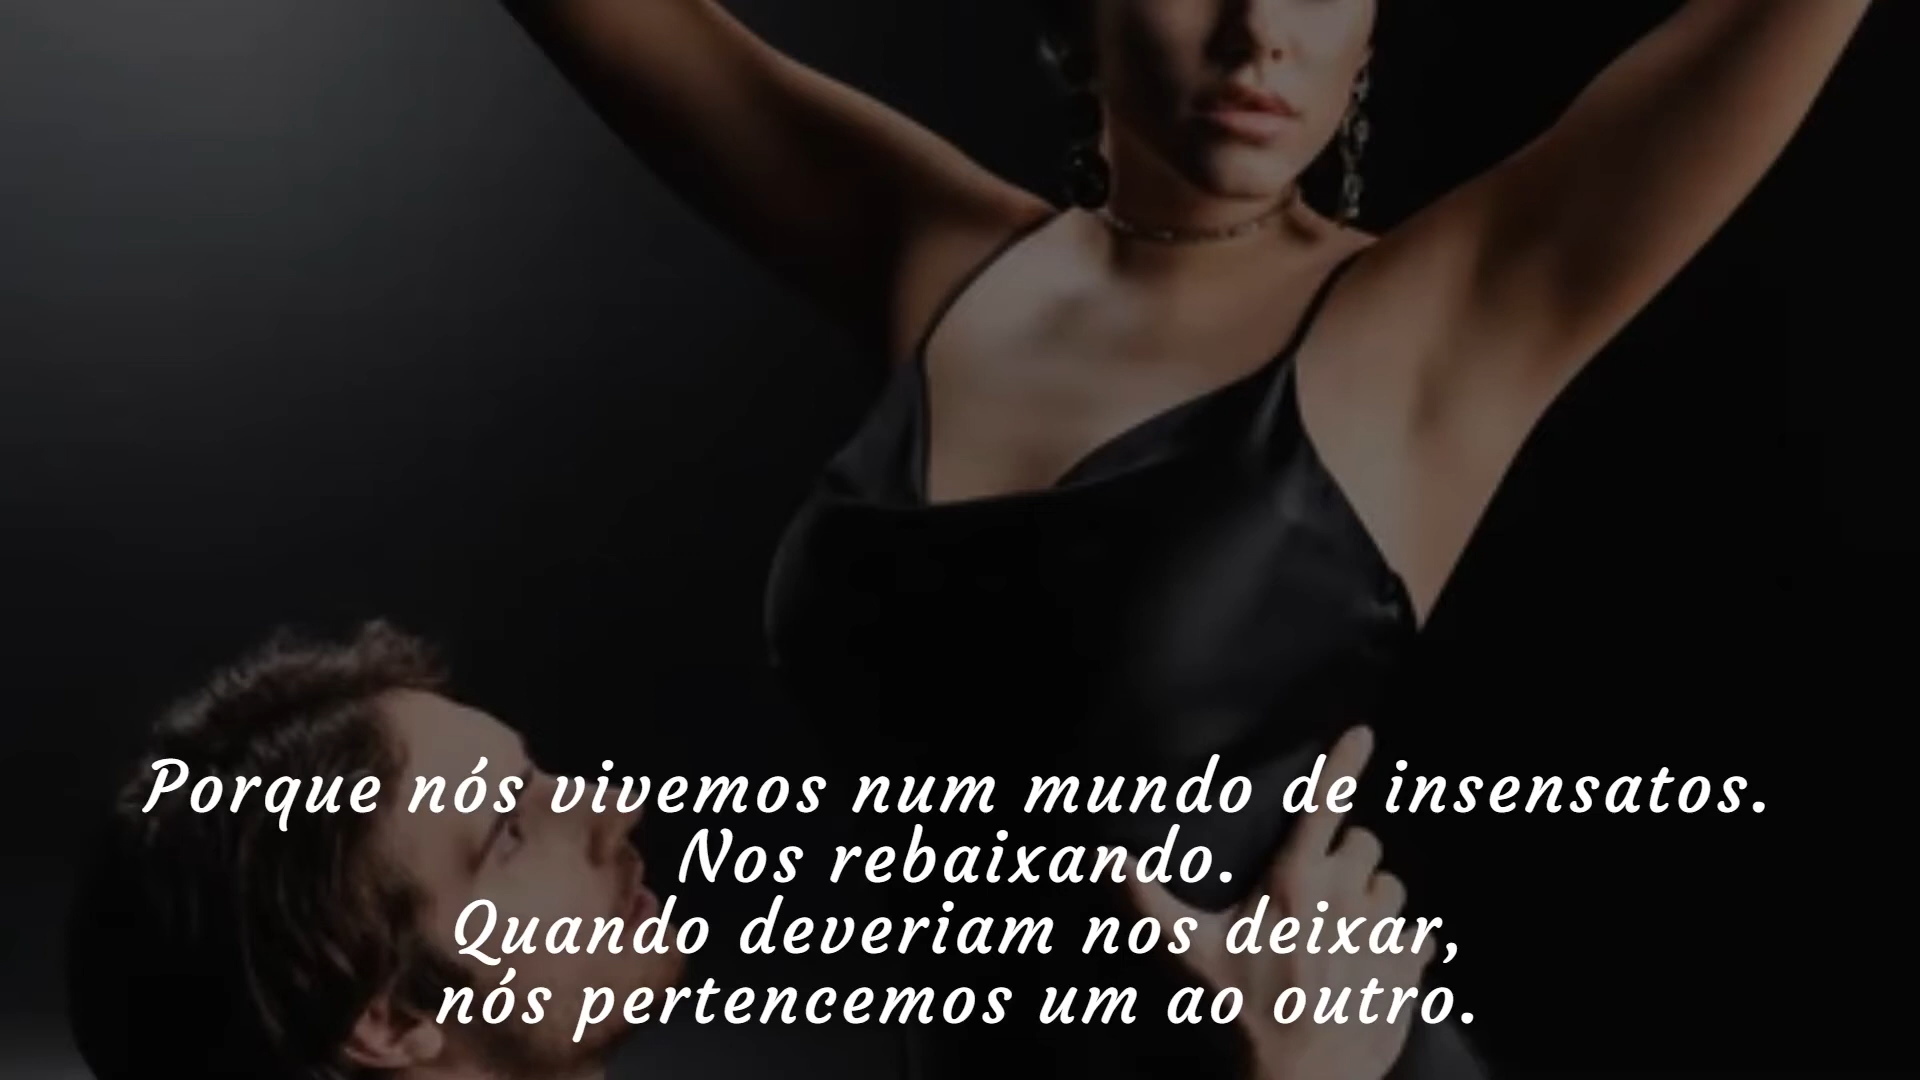 Porque nós vivemos num mundo de insensatos.
Nos rebaixando.
Quando deveriam nos deixar,
nós pertencemos um ao outro.